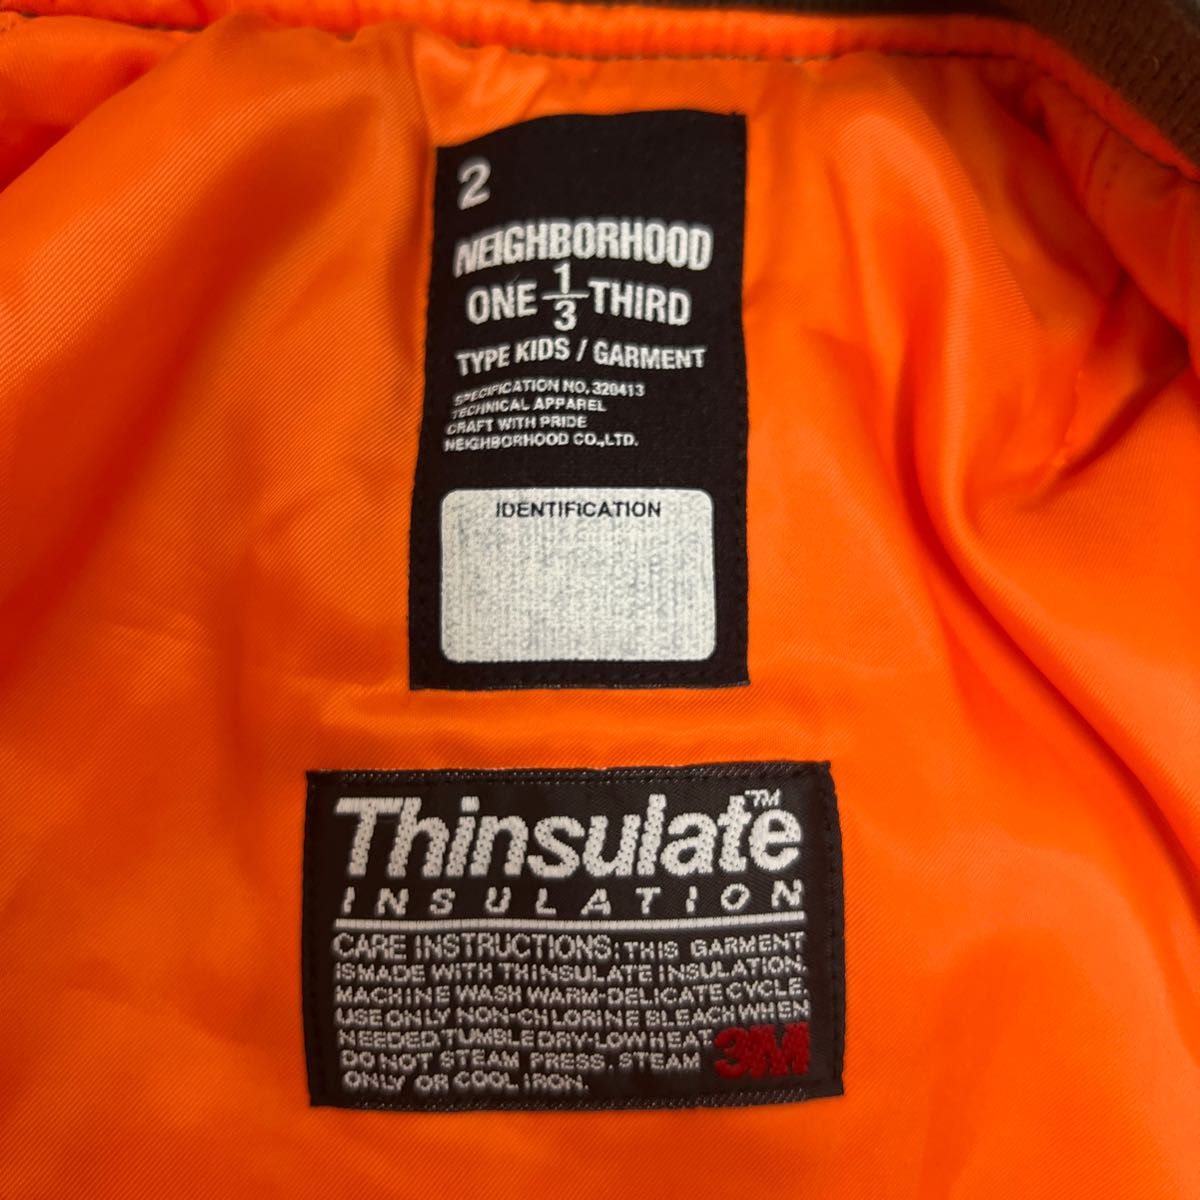 2
NEIGHBORHOOD
ONE 1/3 THIRD
TYPE KIDS / GARMENT
SPECIFICATION NO, 320413
TECHNICAL APPAREL
CRAFT WITH PRIDE
NEIGHBORHOOD CO.,LTD.
IDENTIFICATION
Thinsulate™
INSULATION
CARE INSTRUCTIONS: THIS GARMENT
IS MADE WITH THINSULATE INSULATION.
MACHINE WASH WARM-DELICATE CYCLE.
USE ONLY NON-CHLORINE BLEACH WHEN
NEEDED. TUMBLE DRY-LOW HEAT.
DO NOT STEAM PRESS. STEAM
ONLY OR COOL IRON.
3M